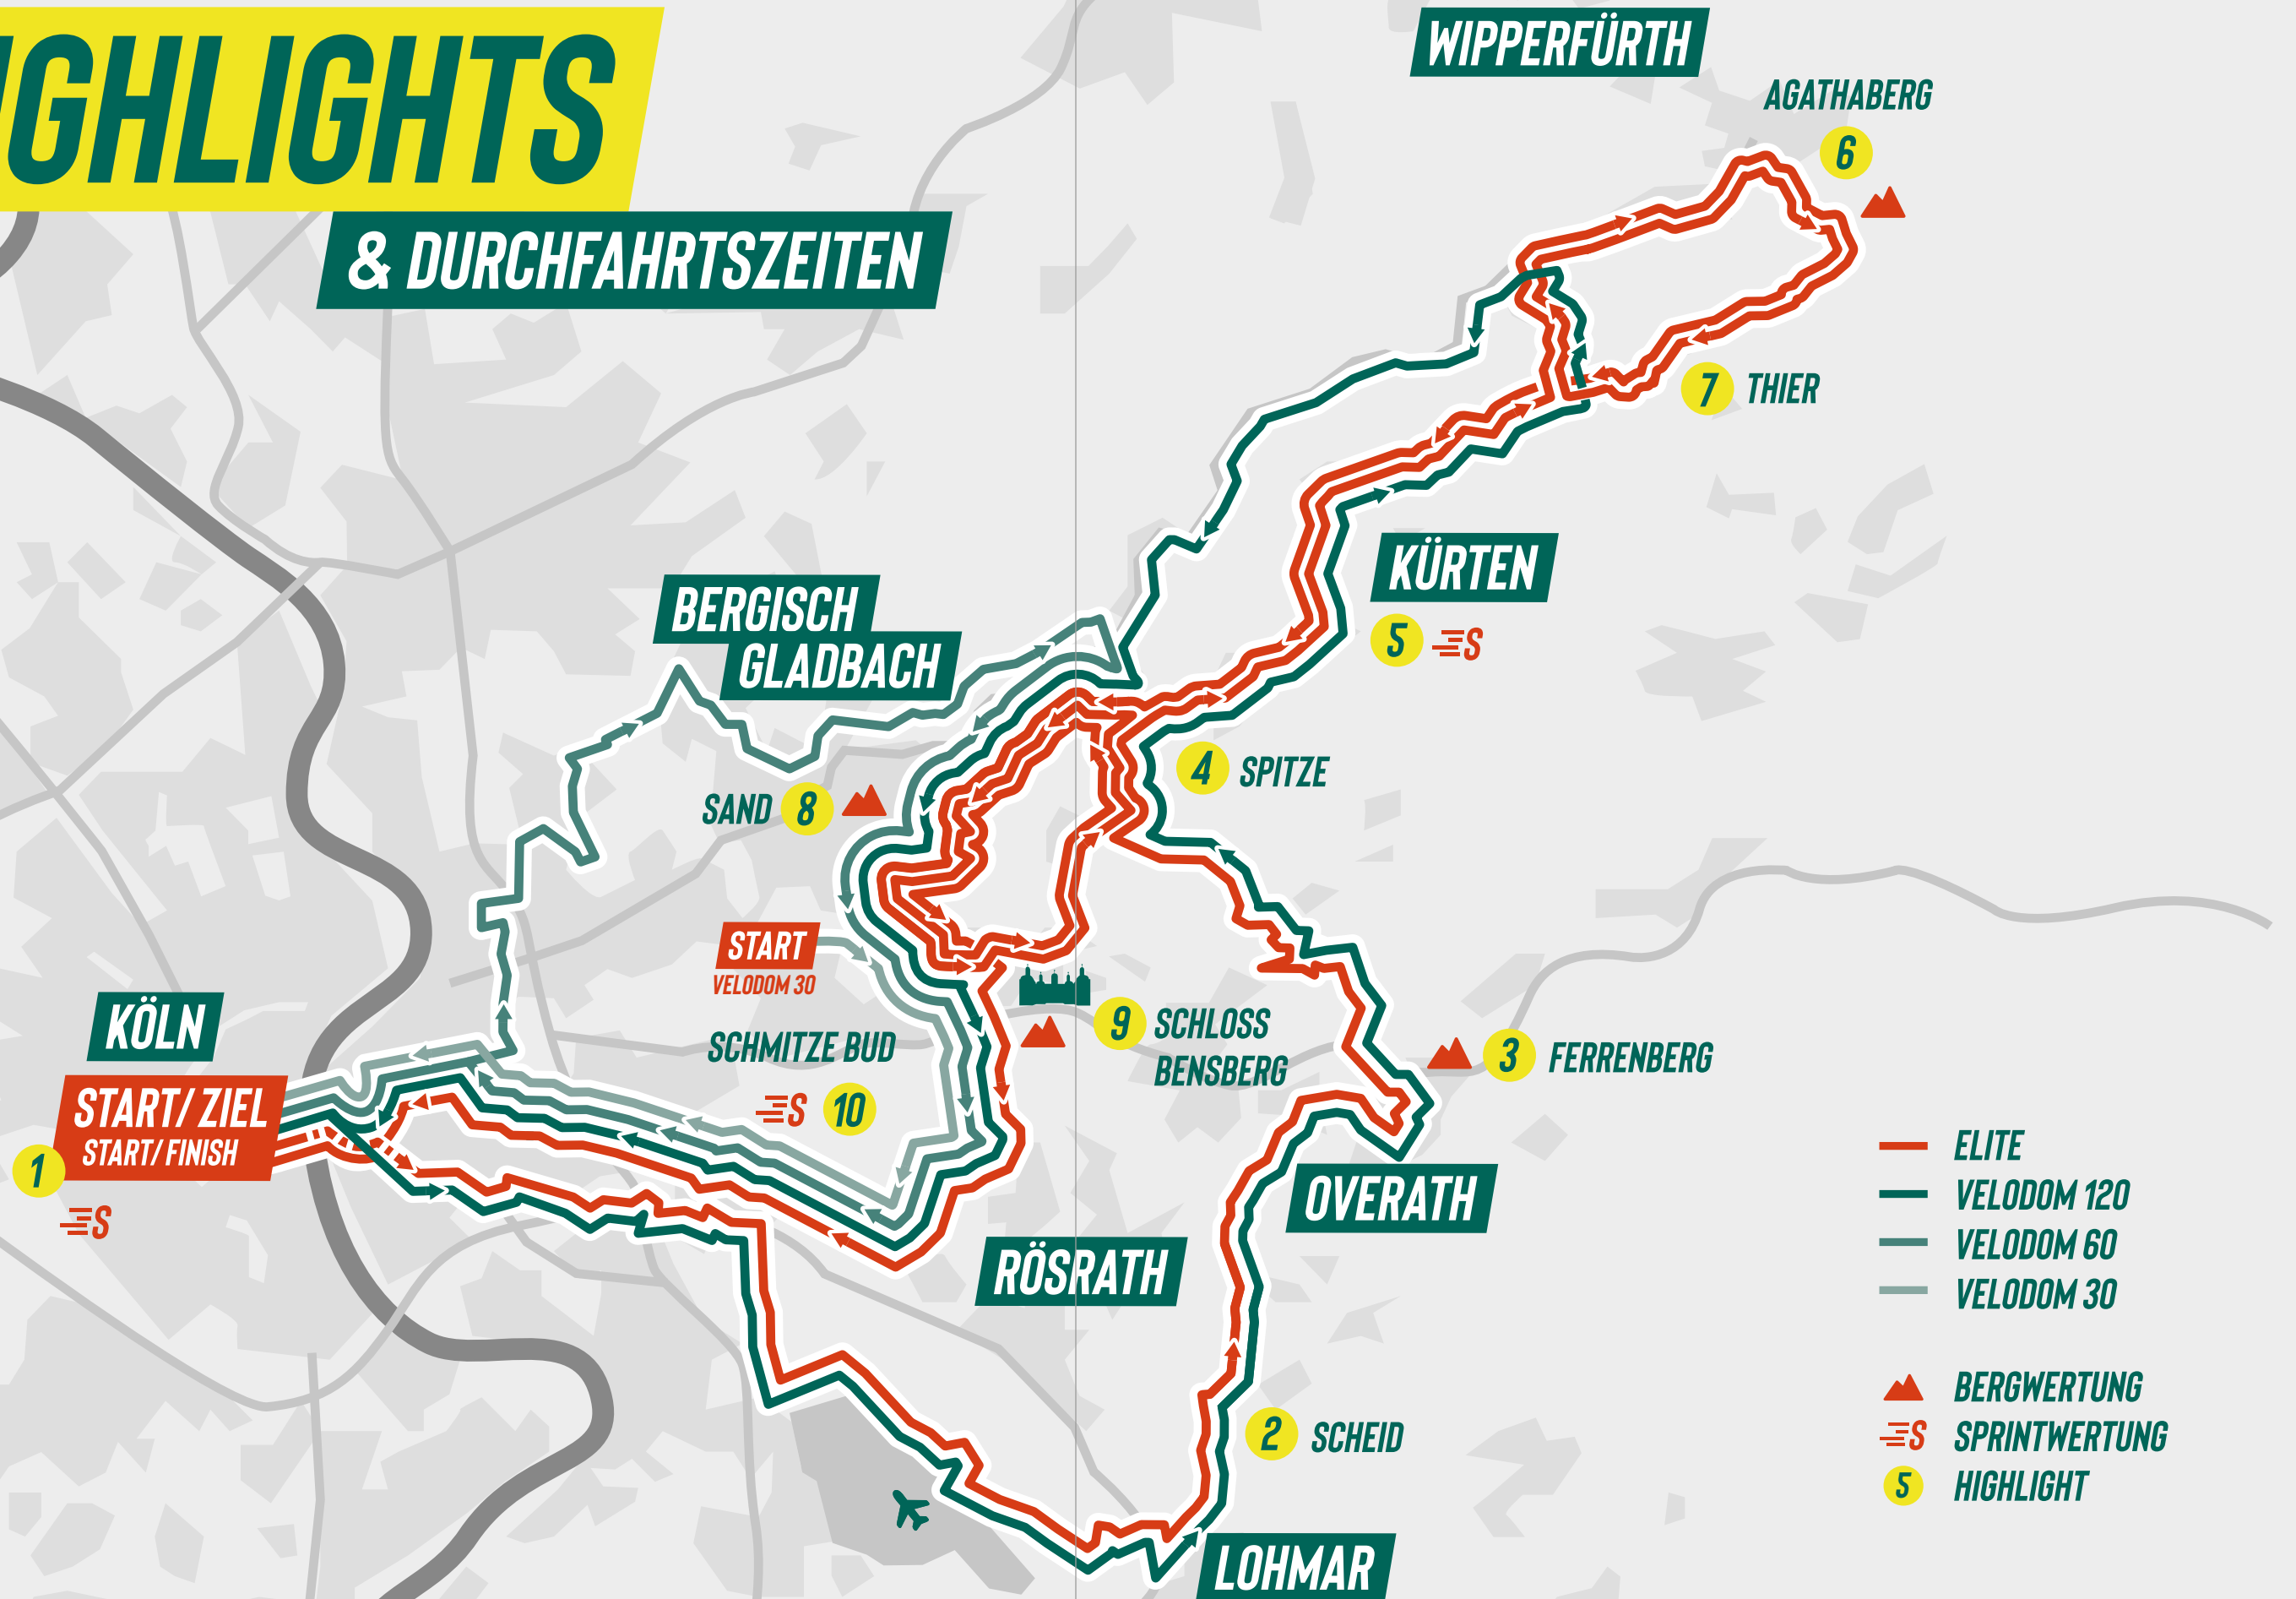 IGHLIGHTS
& DURCHFAHRTSZEITEN
WIPPERFÜRTH
AGATHABERG
6
7 THIER
KÜRTEN
5 S
BERGISCH
GLADBACH
4 SPITZE
SAND 8
START
VELODOM 30
KÖLN
START/ ZIEL
START/ FINISH
1
S
SCHMITZE BUD
S 10
9 SCHLOSS
BENSBERG
3 FERRENBERG
OVERATH
RÖSRATH
2 SCHEID
LOHMAR
ELITE
VELODOM 120
VELODOM 60
VELODOM 30
BERGWERTUNG
S SPRINTWERTUNG
5 HIGHLIGHT